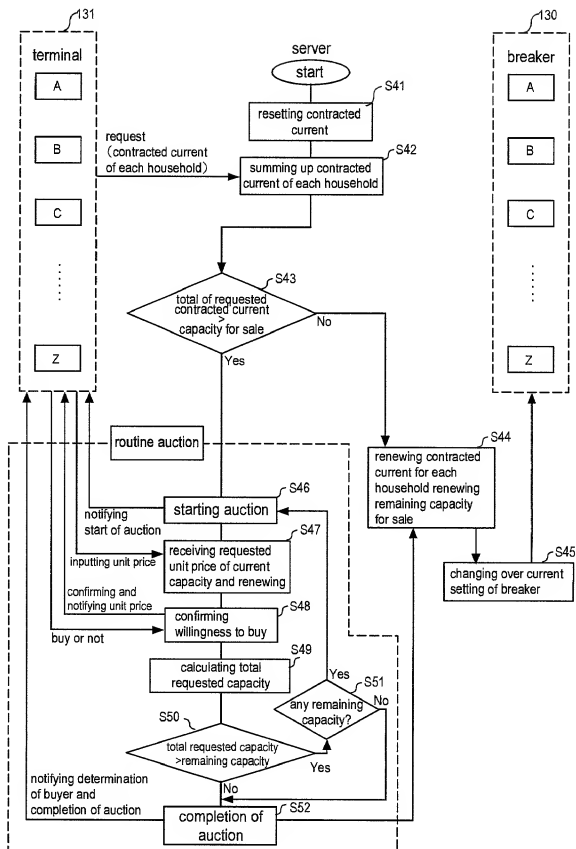 131
130
terminal
server
breaker
A
start
A
S41
resetting contracted
current
request
(contracted current
of each household)
B
S42
B
summing up contracted
current of each household
C
C
S43
total of requested
contracted current
>
capacity for sale
No
Yes
Z
Z
S44
renewing contracted
current for each
household renewing
remaining capacity
for sale
routine auction
S46
starting auction
notifying
start of auction
S47
receiving requested
unit price of current
capacity and renewing
inputting unit price
S45
changing over current
setting of breaker
confirming and
notifying unit price
S48
confirming
willingness to buy
buy or not
S49
calculating total
requested capacity
Yes
S51
No
any remaining
capacity?
S50
total requested capacity
>remaining capacity
Yes
No
notifying determination
of buyer and
completion of auction
S52
completion of
auction